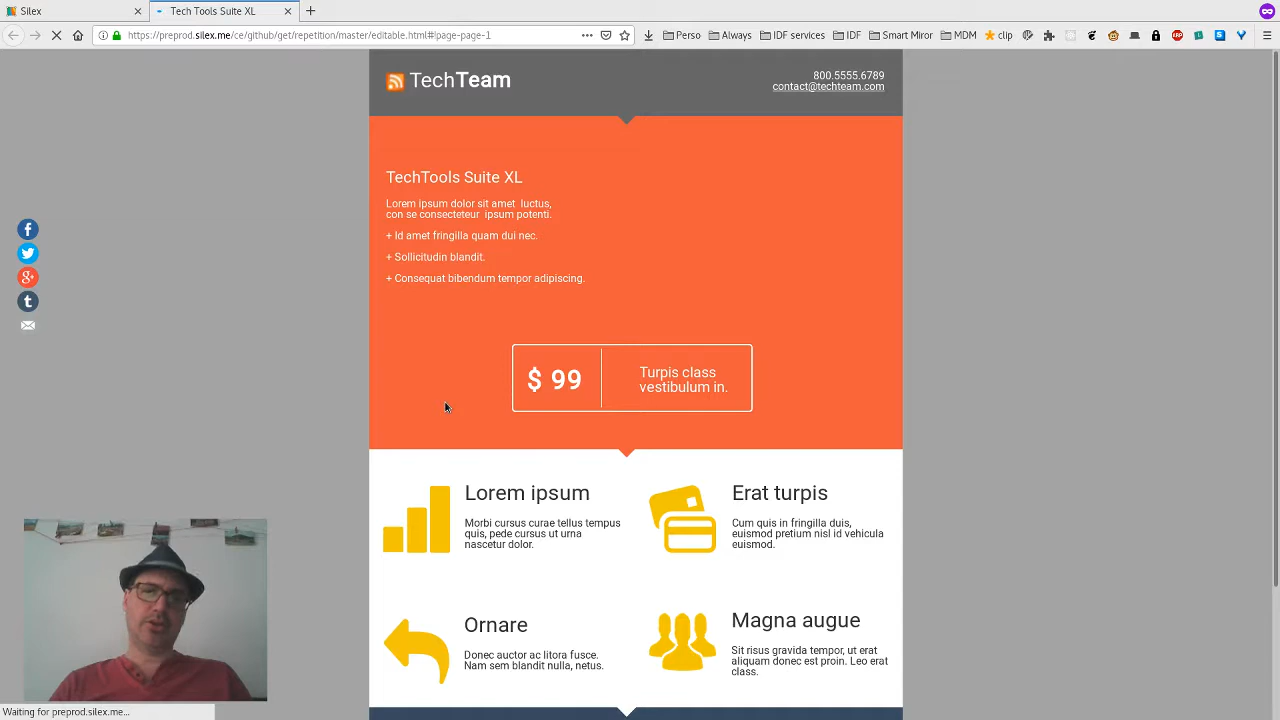 Silex
Tech Tools Suite XL
https://preprod.silex.me/ce/github/get/repetition/master/editable.html#!page-page-1
Perso
Always
IDF services
IDF
Smart Miror
MDM
clip
TechTeam
800.5555.6789
contact@techteam.com
TechTools Suite XL
Lorem ipsum dolor sit amet  luctus,
con se consecteteur  ipsum potenti.
+ Id amet fringilla quam dui nec.
+ Sollicitudin blandit.
+ Consequat bibendum tempor adipiscing.
$ 99
Turpis class
vestibulum in.
Lorem ipsum
Morbi cursus curae tellus tempus
quis, pede cursus ut urna
nascetur dolor.
Erat turpis
Cum quis in fringilla duis,
euismod pretium nisl id vehicula
euismod.
Ornare
Donec auctor ac litora fusce.
Nam sem blandit nulla, netus.
Magna augue
Sit risus gravida tempor, ut erat
aliquam donec est proin. Leo erat
class.
Waiting for preprod.silex.me...